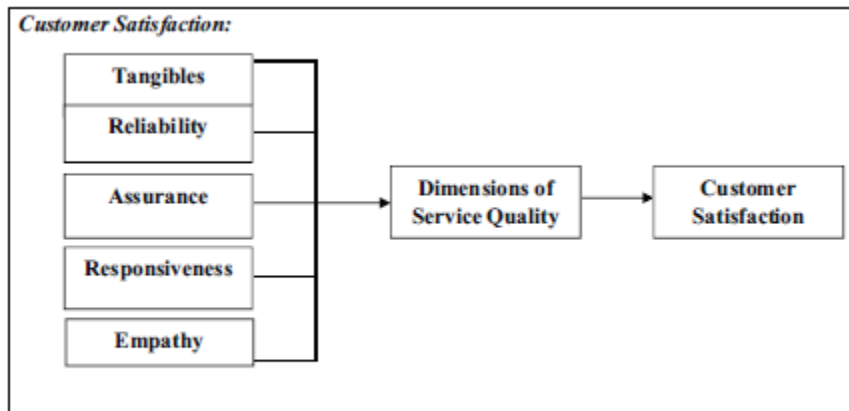 Customer Satisfaction:
Tangibles
Reliability
Assurance
Responsiveness
Empathy
Dimensions of
Service Quality
Customer
Satisfaction